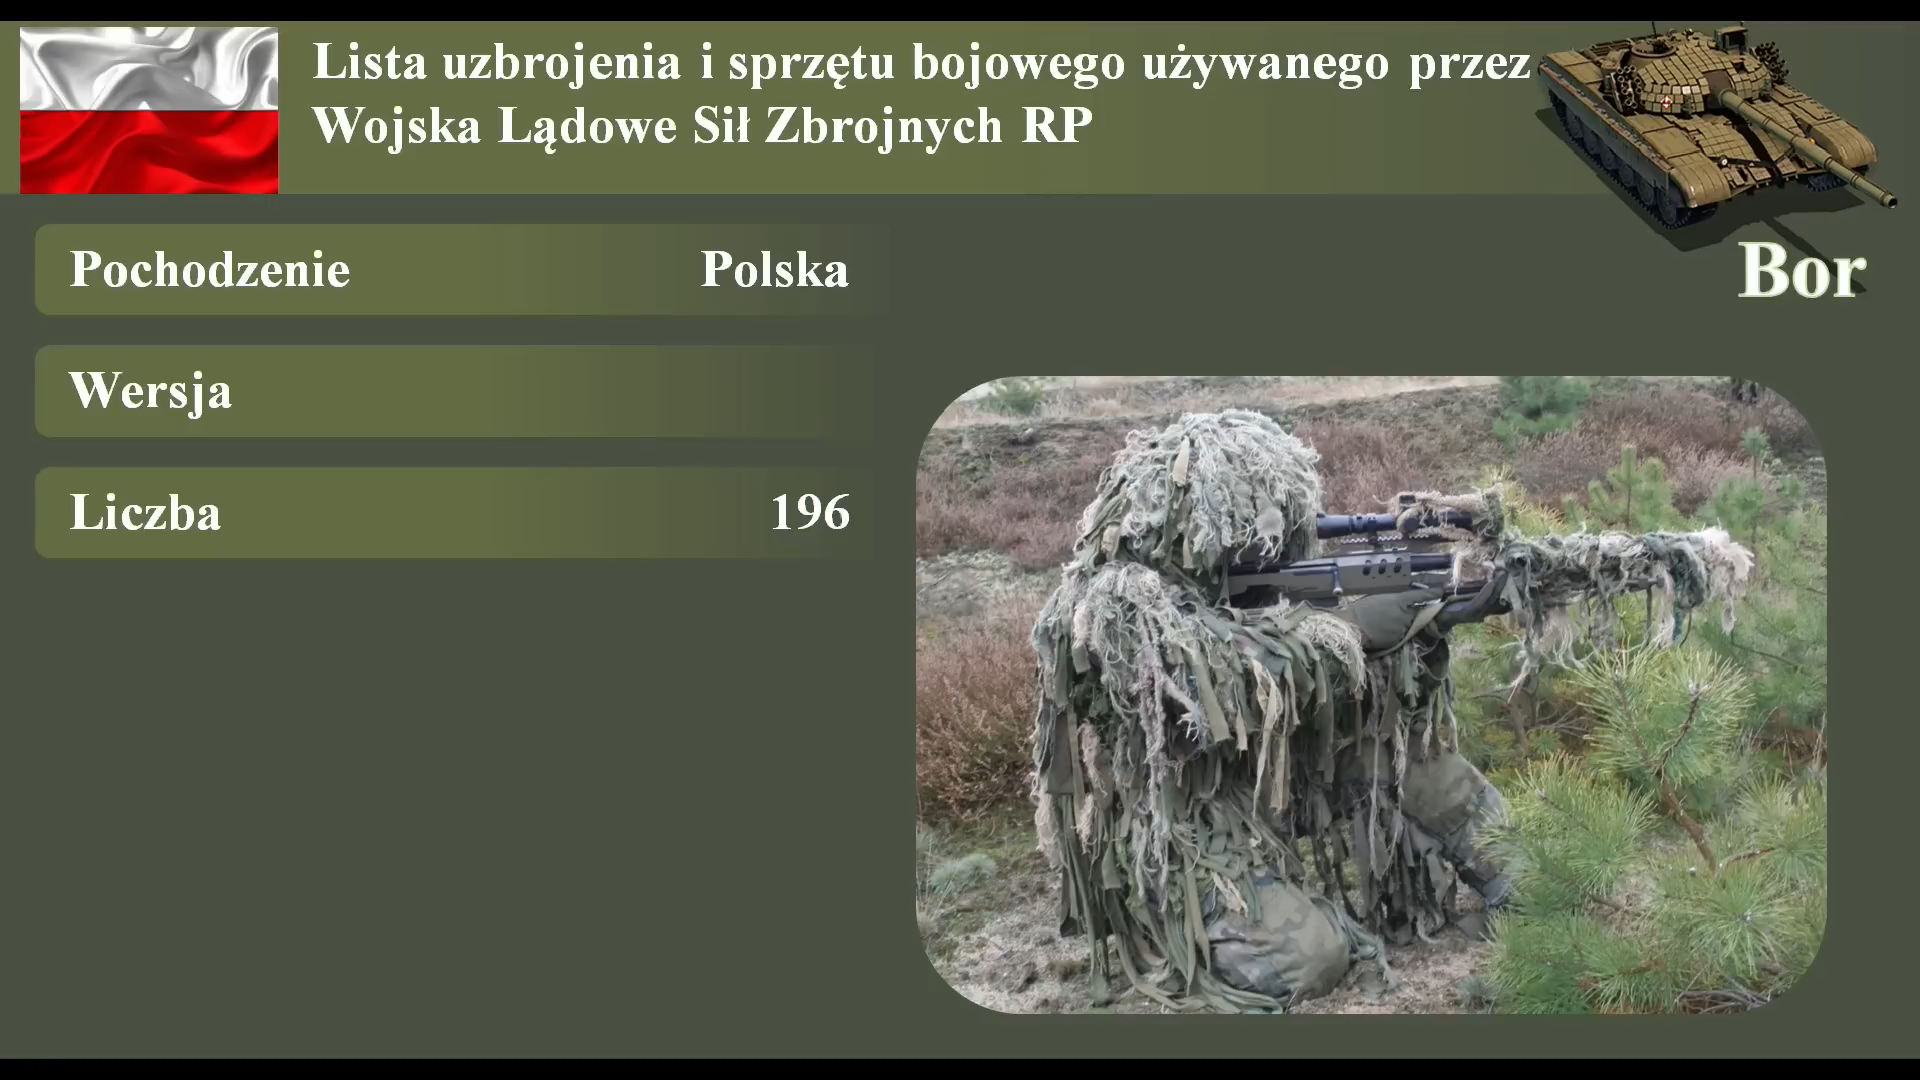 Lista uzbrojenia i sprzętu bojowego używanego przez
Wojska Lądowe Sił Zbrojnych RP
Bor
Pochodzenie Polska
Wersja
Liczba 196